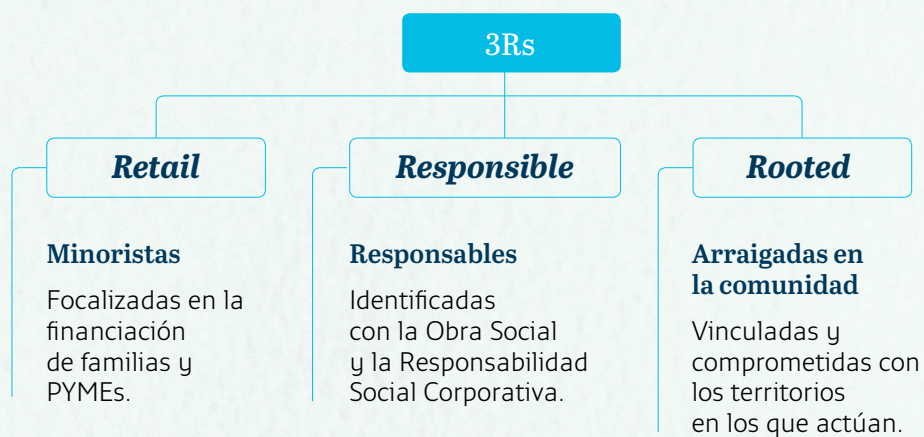 3Rs
Retail
Minoristas
Focalizadas en la
financiación
de familias y
PYMEs.
Responsible
Responsables
Identificadas
con la Obra Social
y la Responsabilidad
Social Corporativa.
Rooted
Arraigadas en
la comunidad
Vinculadas y
comprometidas con
los territorios
en los que actúan.